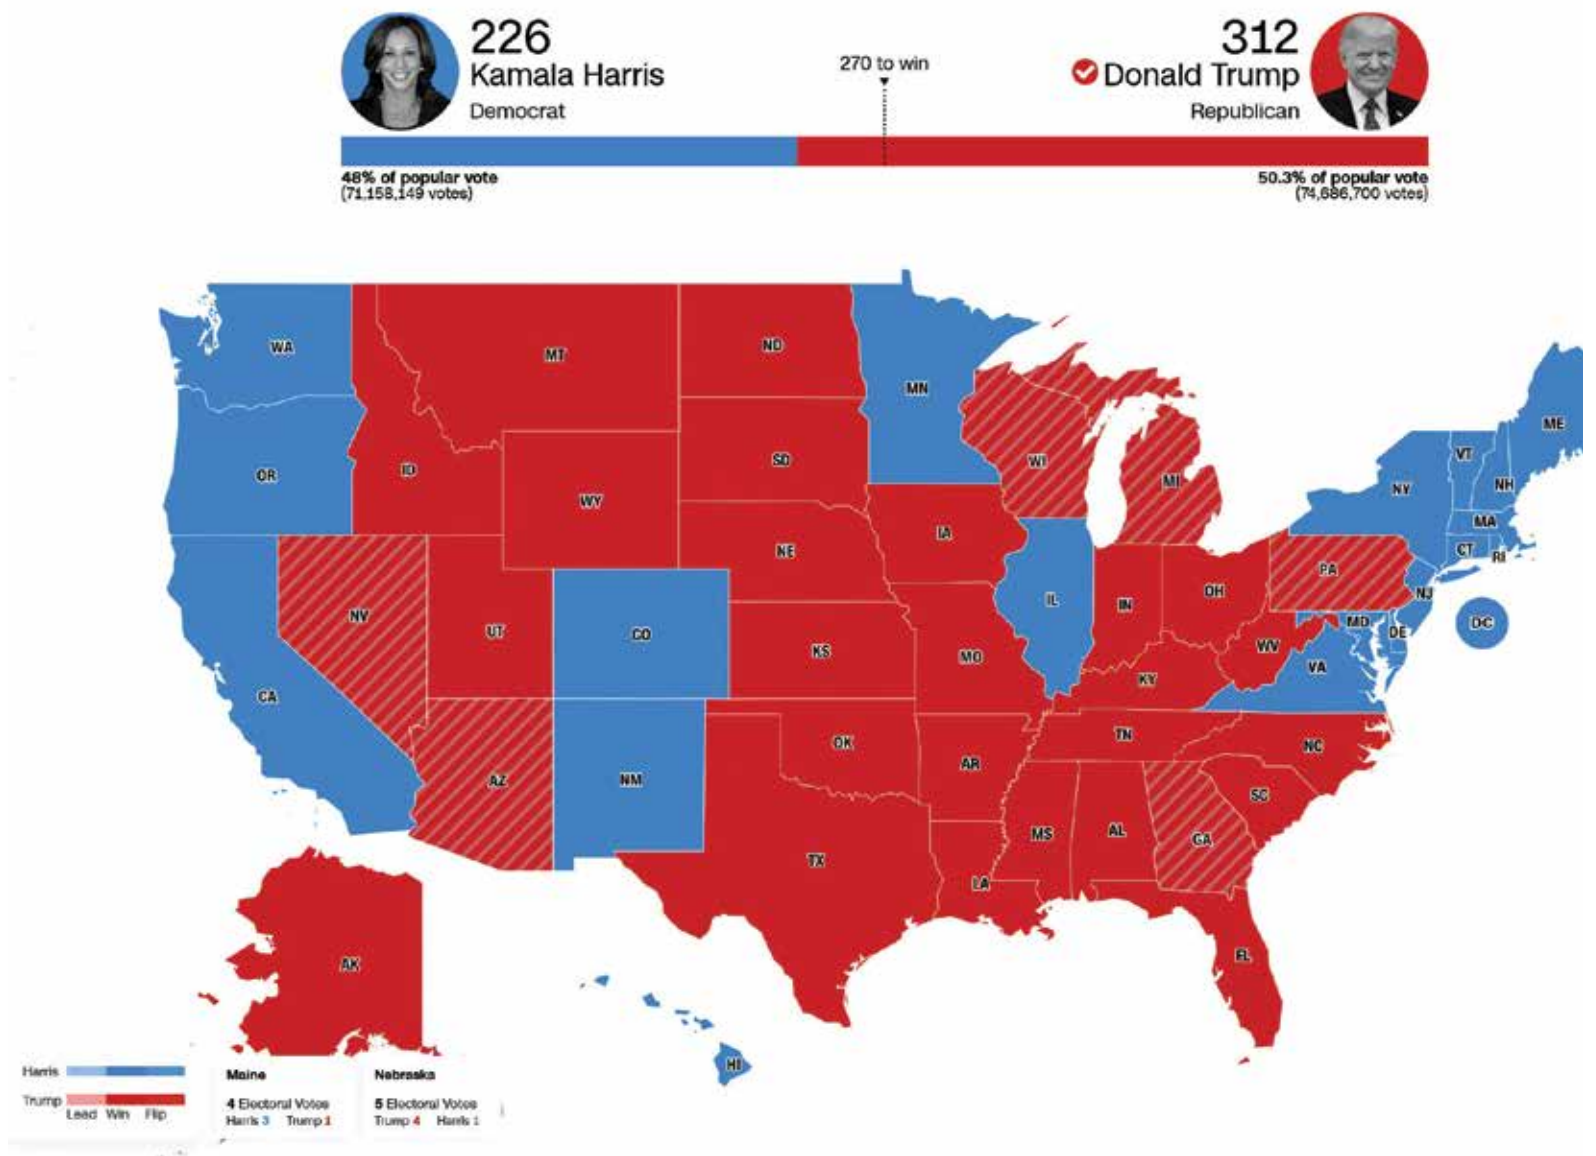 226
Kamala Harris
Democrat
270 to win
312
Donald Trump
Republican
48% of popular vote
(71,158,149 votes)
50.3% of popular vote
(74,686,700 votes)
WA
MT
ND
MN
ME
OR
ID
SD
WI
MI
VT
NH
NY
WY
MA
IA
NE
CT
RI
PA
NV
UT
CO
IL
IN
OH
NJ
MD
DE
DC
KS
MO
WV
VA
CA
KY
AZ
NM
OK
AR
TN
NC
SC
MS
AL
GA
TX
LA
FL
AK
HI
Harris
Trump
Lead Win Flip
Maine
4 Electoral Votes
Harris 3 Trump 1
Nebraska
5 Electoral Votes
Trump 4 Harris 1